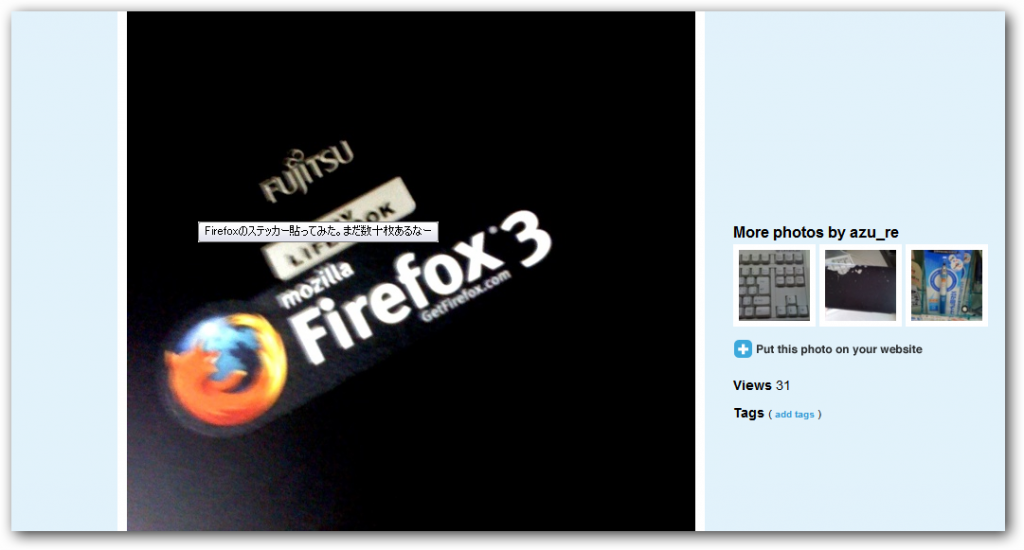 FUJITSU
LIFEBOOK
Firefoxのステッカー貼ってみた。まだ数十枚あるなー
mozilla
Firefox 3
GetFirefox.com
More photos by azu_re
Put this photo on your website
Views 31
Tags ( add tags )